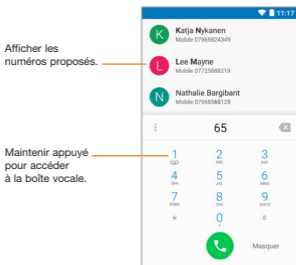 11:17
Katja Nykanen
Mobile 07969824349
Afficher les
numéros proposés.
Lee Mayne
Mobile 07725888219
Nathalie Bargibant
Mobile 07968565128
65
Maintenir appuyé
pour accéder
à la boîte vocale.
1 2 3
ABC DEF
4 5 6
GHI JKL MNO
7 8 9
PQRS TUV WXYZ
* 0 #
+
Masquer
K
L
N